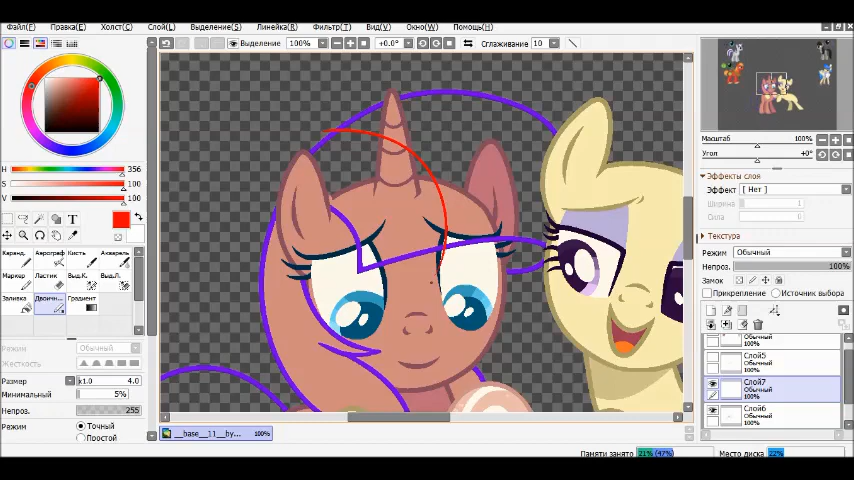 Файл(F) Правка(E) Холст(C) Слой(L) Выделение(S) Линейка(R) Фильтр(T) Вид(V) Окно(W) Помощь(H)
Выделение 100% +0.0° Сглаживание 10
H 356
S 100
V 100
T
Карандаш Аэрограф Кисть Акварель
Маркер Ластик Выд.К. Выд.Л.
Заливка Двоичн... Градиент
Режим Обычный
Жесткость
Размер x1.0 4.0
Минимальный 5%
Непроз. 255
Режим Точный
Простой
__base__11__by_... 100%
Масштаб 100%
Угол +0°
Эффекты слоя
Эффект [ Нет ]
Ширина 1
Сила
Текстура
Режим Обычный
Непроз. 100%
Прикрепление Источник выбора
100%
Слой5
Обычный
100%
Слой7
Обычный
100%
Слой6
Обычный
100%
Памяти занято 21% (47%) Место диска 22%